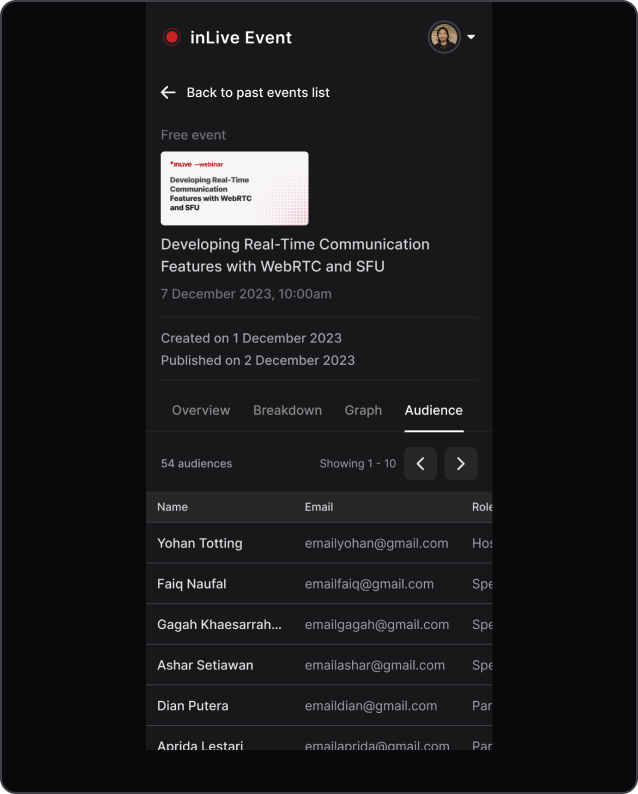 inLive Event
Back to past events list
Free event
*inlive —webinar
Developing Real-Time
Communication
Features with WebRTC
and SFU
Developing Real-Time Communication
Features with WebRTC and SFU
7 December 2023, 10:00am
Created on 1 December 2023
Published on 2 December 2023
Overview Breakdown Graph Audience
54 audiences Showing 1 - 10
Name Email Role
Yohan Totting emailyohan@gmail.com Hos
Faiq Naufal emailfaiq@gmail.com Spe
Gagah Khaesarrah... emailgagah@gmail.com Spe
Ashar Setiawan emailashar@gmail.com Spe
Dian Putera emaildian@gmail.com Par
Aprida Lestari emailaprida@gmail.com Par